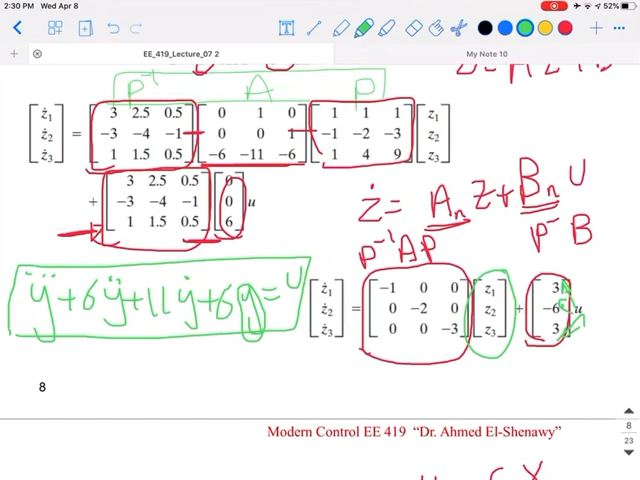 2:30 PM Wed Apr 8 52%
EE_419_Lecture_07 2 My Note 10
P⁻¹ A P
[ż₁ ż₂ ż₃] = [3 2.5 0.5; −3 −4 −1; 1 1.5 0.5] [0 1 0; 0 0 1; −6 −11 −6] [1 1 1; −1 −2 −3; 1 4 9] [z₁ z₂ z₃]
+ [3 2.5 0.5; −3 −4 −1; 1 1.5 0.5] [0 0 6] u
ż = Aₙ z + Bₙ U
P⁻¹AP P⁻ B
y⃛ + 6ÿ + 11ẏ + 6y = U
[ż₁ ż₂ ż₃] = [−1 0 0; 0 −2 0; 0 0 −3] [z₁ z₂ z₃] + [3 −6 3] u
8
Modern Control EE 419 “Dr. Ahmed El-Shenawy”
8
23